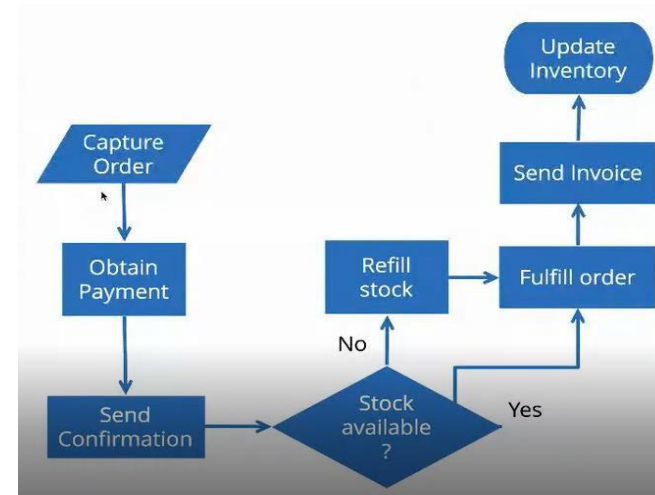 Capture
Order
Obtain
Payment
Send
Confirmation
Stock
available
?
No
Yes
Refill
stock
Fulfill order
Send Invoice
Update
Inventory